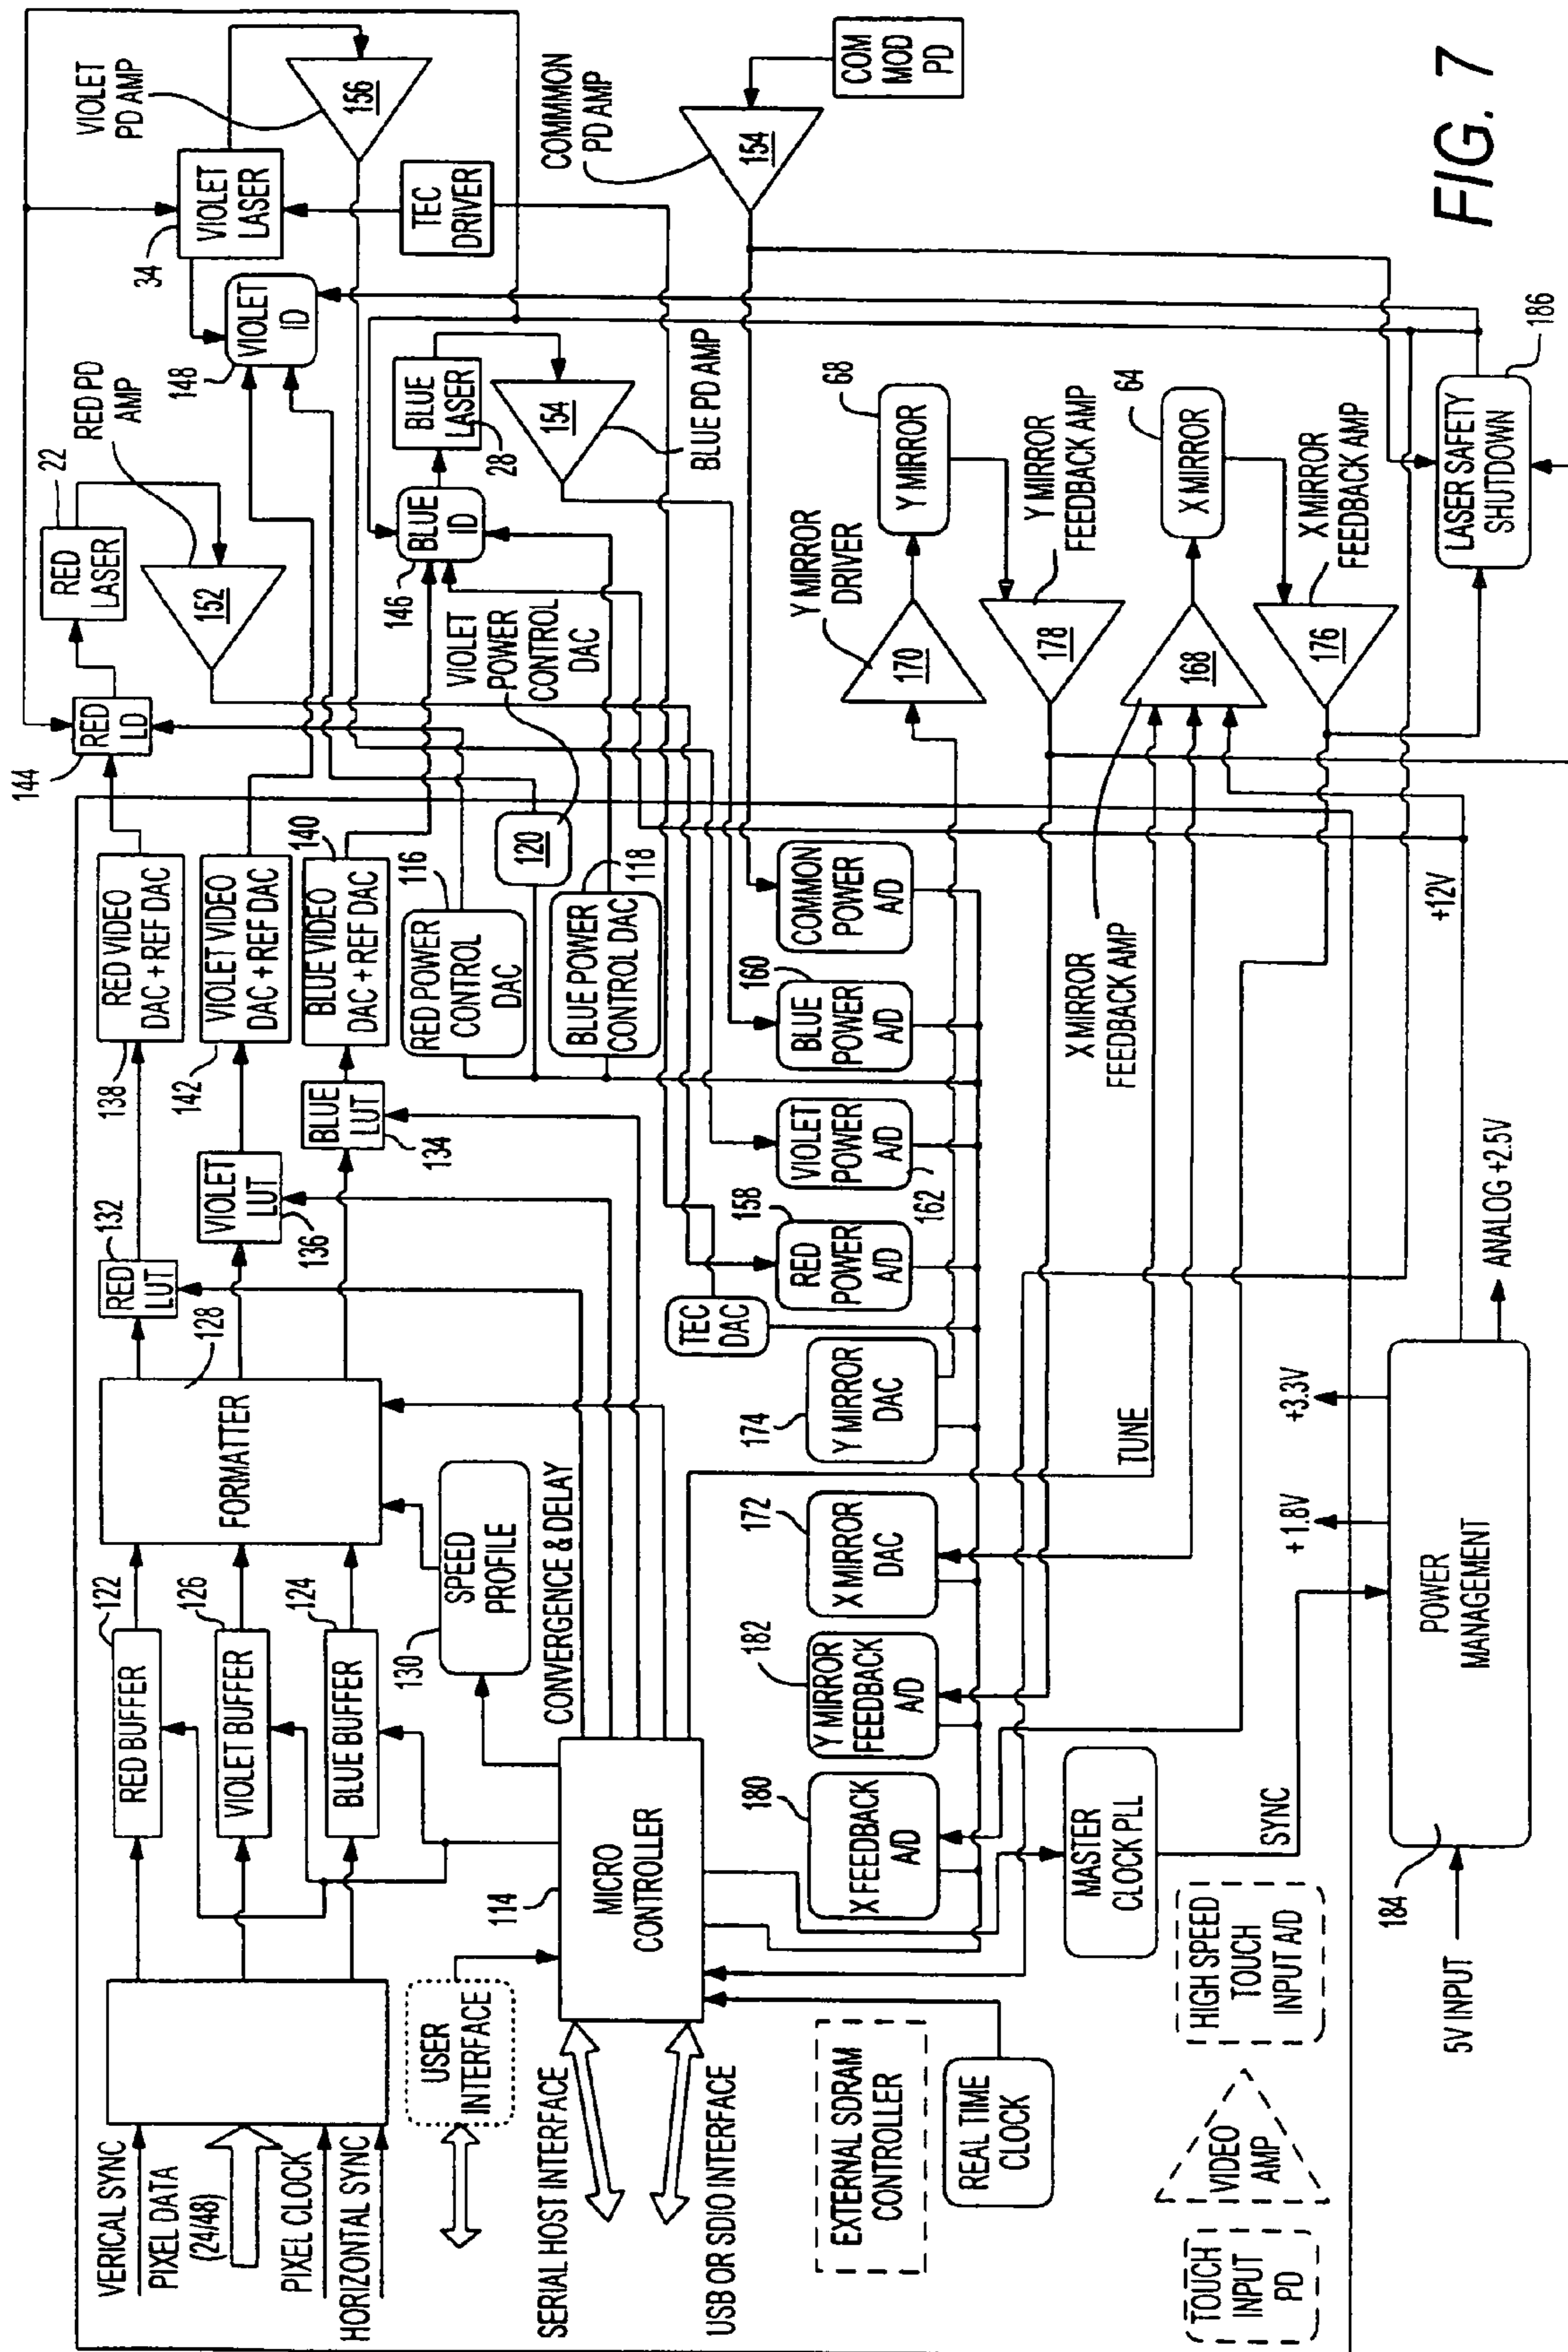 VERICAL SYNC
PIXEL DATA
(24/48)
PIXEL CLOCK
HORIZONTAL SYNC
RED BUFFER
122
VIOLET BUFFER
126
BLUE BUFFER
124
FORMATTER
128
SPEED
PROFILE
130
RED
LUT
132
VIOLET
LUT
136
BLUE
LUT
134
138
RED VIDEO
DAC + REF DAC
142
VIOLET VIDEO
DAC + REF DAC
BLUE VIDEO
DAC + REF DAC
140
RED POWER
CONTROL
DAC
116
120
BLUE POWER
CONTROL DAC
118
VIOLET
POWER
CONTROL
DAC
144
RED
LD
RED
LASER
22
152
RED PD
AMP
148
VIOLET
ID
34
VIOLET
LASER
VIOLET
PD AMP
156
TEC
DRIVER
146
BLUE
ID
BLUE
LASER
28
154
BLUE PD AMP
COMMMON
PD AMP
154
COM
MOD
PD
USER
INTERFACE
SERIAL HOST INTERFACE
USB OR SDIO INTERFACE
114
MICRO
CONTROLLER
CONVERGENCE & DELAY
EXTERNAL SDRAM
CONTROLLER
REAL TIME
CLOCK
TOUCH
INPUT
PD
VIDEO
AMP
HIGH SPEED
TOUCH
INPUT A/D
MASTER
CLOCK PLL
SYNC
180
X FEEDBACK
A/D
182
Y MIRROR
FEEDBACK
A/D
172
X MIRROR
DAC
174
Y MIRROR
DAC
TEC
DAC
158
RED
POWER
A/D
VIOLET
POWER
A/D
162
160
BLUE
POWER
A/D
COMMON
POWER
A/D
TUNE
Y MIRROR
DRIVER
170
68
Y MIRROR
178
Y MIRROR
FEEDBACK AMP
X MIRROR
FEEDBACK AMP
168
64
X MIRROR
176
X MIRROR
FEEDBACK AMP
LASER SAFETY
SHUTDOWN
186
5V INPUT
184
POWER
MANAGEMENT
+1.8V
+3.3V
ANALOG +2.5V
+12V
FIG. 7